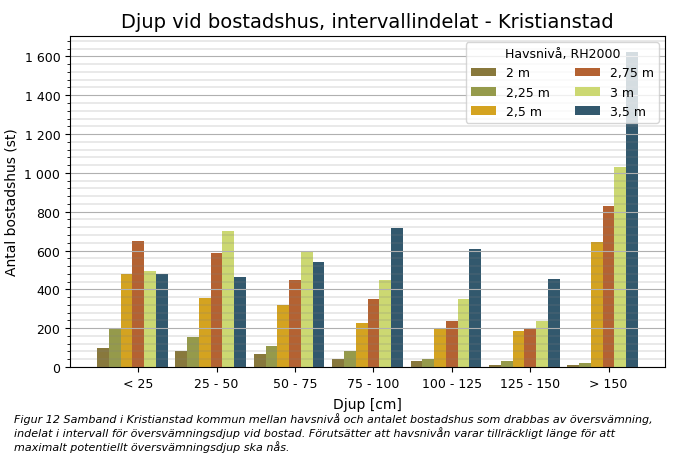 Djup vid bostadshus, intervallindelat - Kristianstad
Havsnivå, RH2000
2 m
2,25 m
2,5 m
2,75 m
3 m
3,5 m
Antal bostadshus (st)
1 600
1 400
1 200
1 000
800
600
400
200
0
< 25
25 - 50
50 - 75
75 - 100
100 - 125
125 - 150
> 150
Djup [cm]
Figur 12 Samband i Kristianstad kommun mellan havsnivå och antalet bostadshus som drabbas av översvämning,
indelat i intervall för översvämningsdjup vid bostad. Förutsätter att havsnivån varar tillräckligt länge för att
maximalt potentiellt översvämningsdjup ska nås.